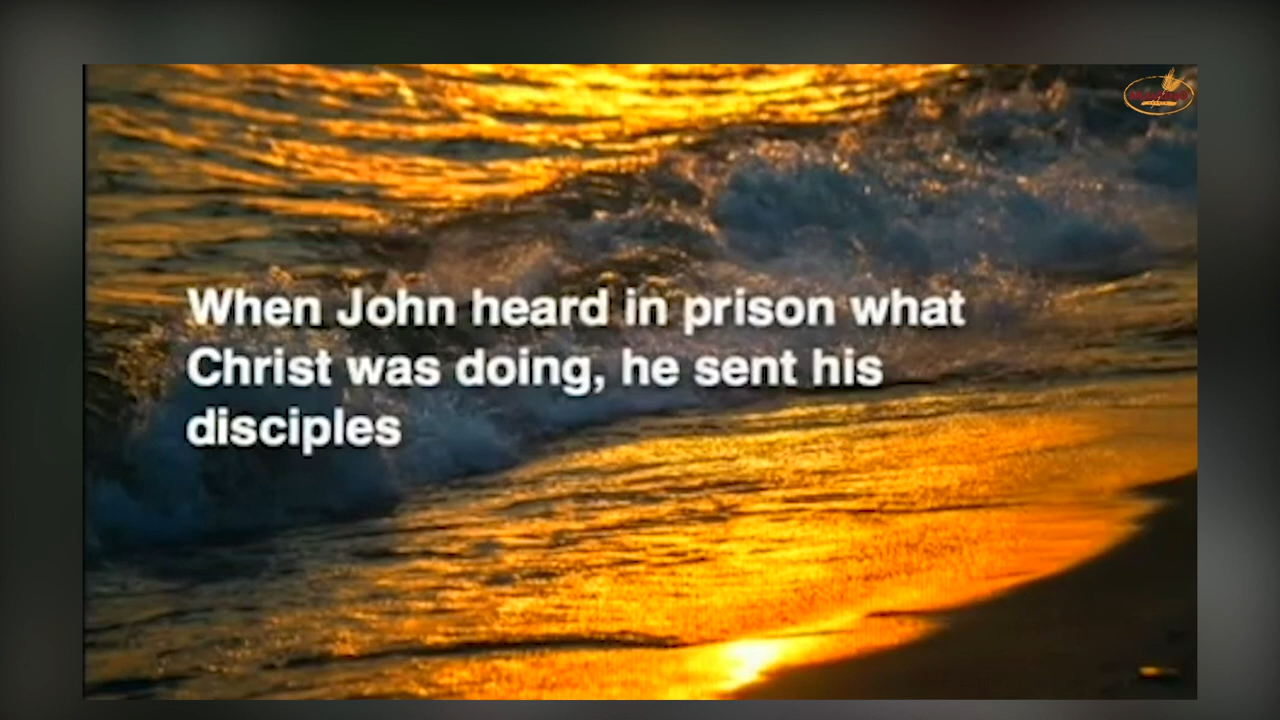 When John heard in prison what
Christ was doing, he sent his
disciples